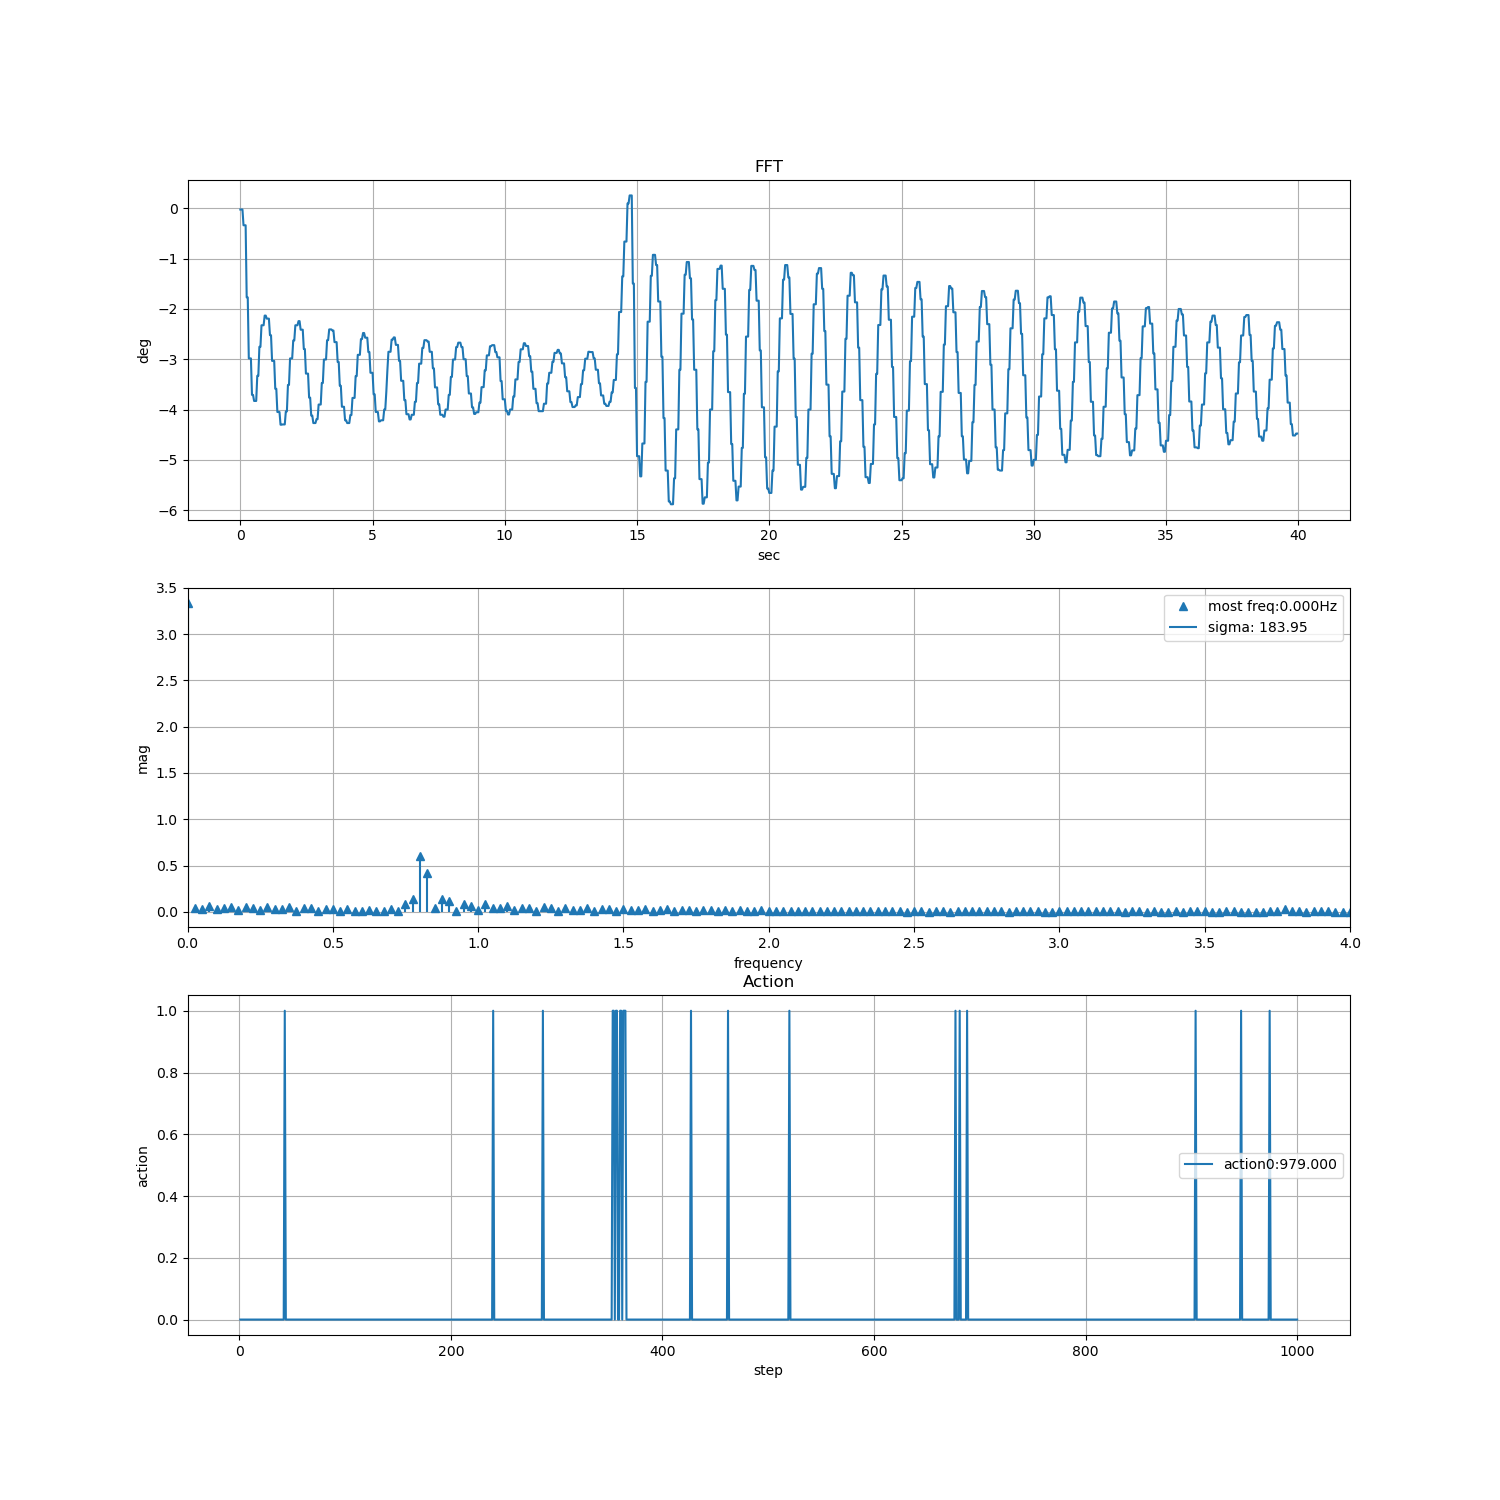 FFT
0
−1
−2
−3
−4
−5
−6
deg
0 5 10 15 20 25 30 35 40
sec
3.5
3.0
2.5
2.0
1.5
1.0
0.5
0.0
mag
most freq:0.000Hz
sigma: 183.95
0.0 0.5 1.0 1.5 2.0 2.5 3.0 3.5 4.0
frequency
Action
1.0
0.8
0.6
0.4
0.2
0.0
action
action0:979.000
0 200 400 600 800 1000
step